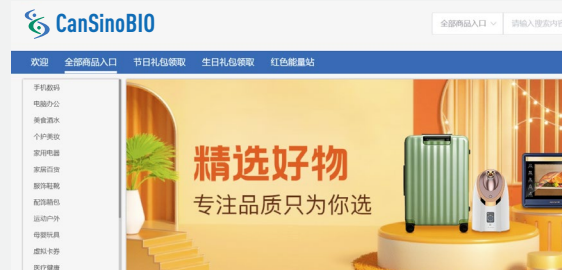 CanSinoBIO
全部商品入口
请输入搜索内容
欢迎 全部商品入口 节日礼包领取 生日礼包领取 红色能量站
手机数码
电脑办公
美食酒水
个护美妆
家用电器
家居百货
服饰鞋靴
配饰箱包
运动户外
母婴玩具
虚拟卡券
医疗健康
精选好物
专注品质只为你选